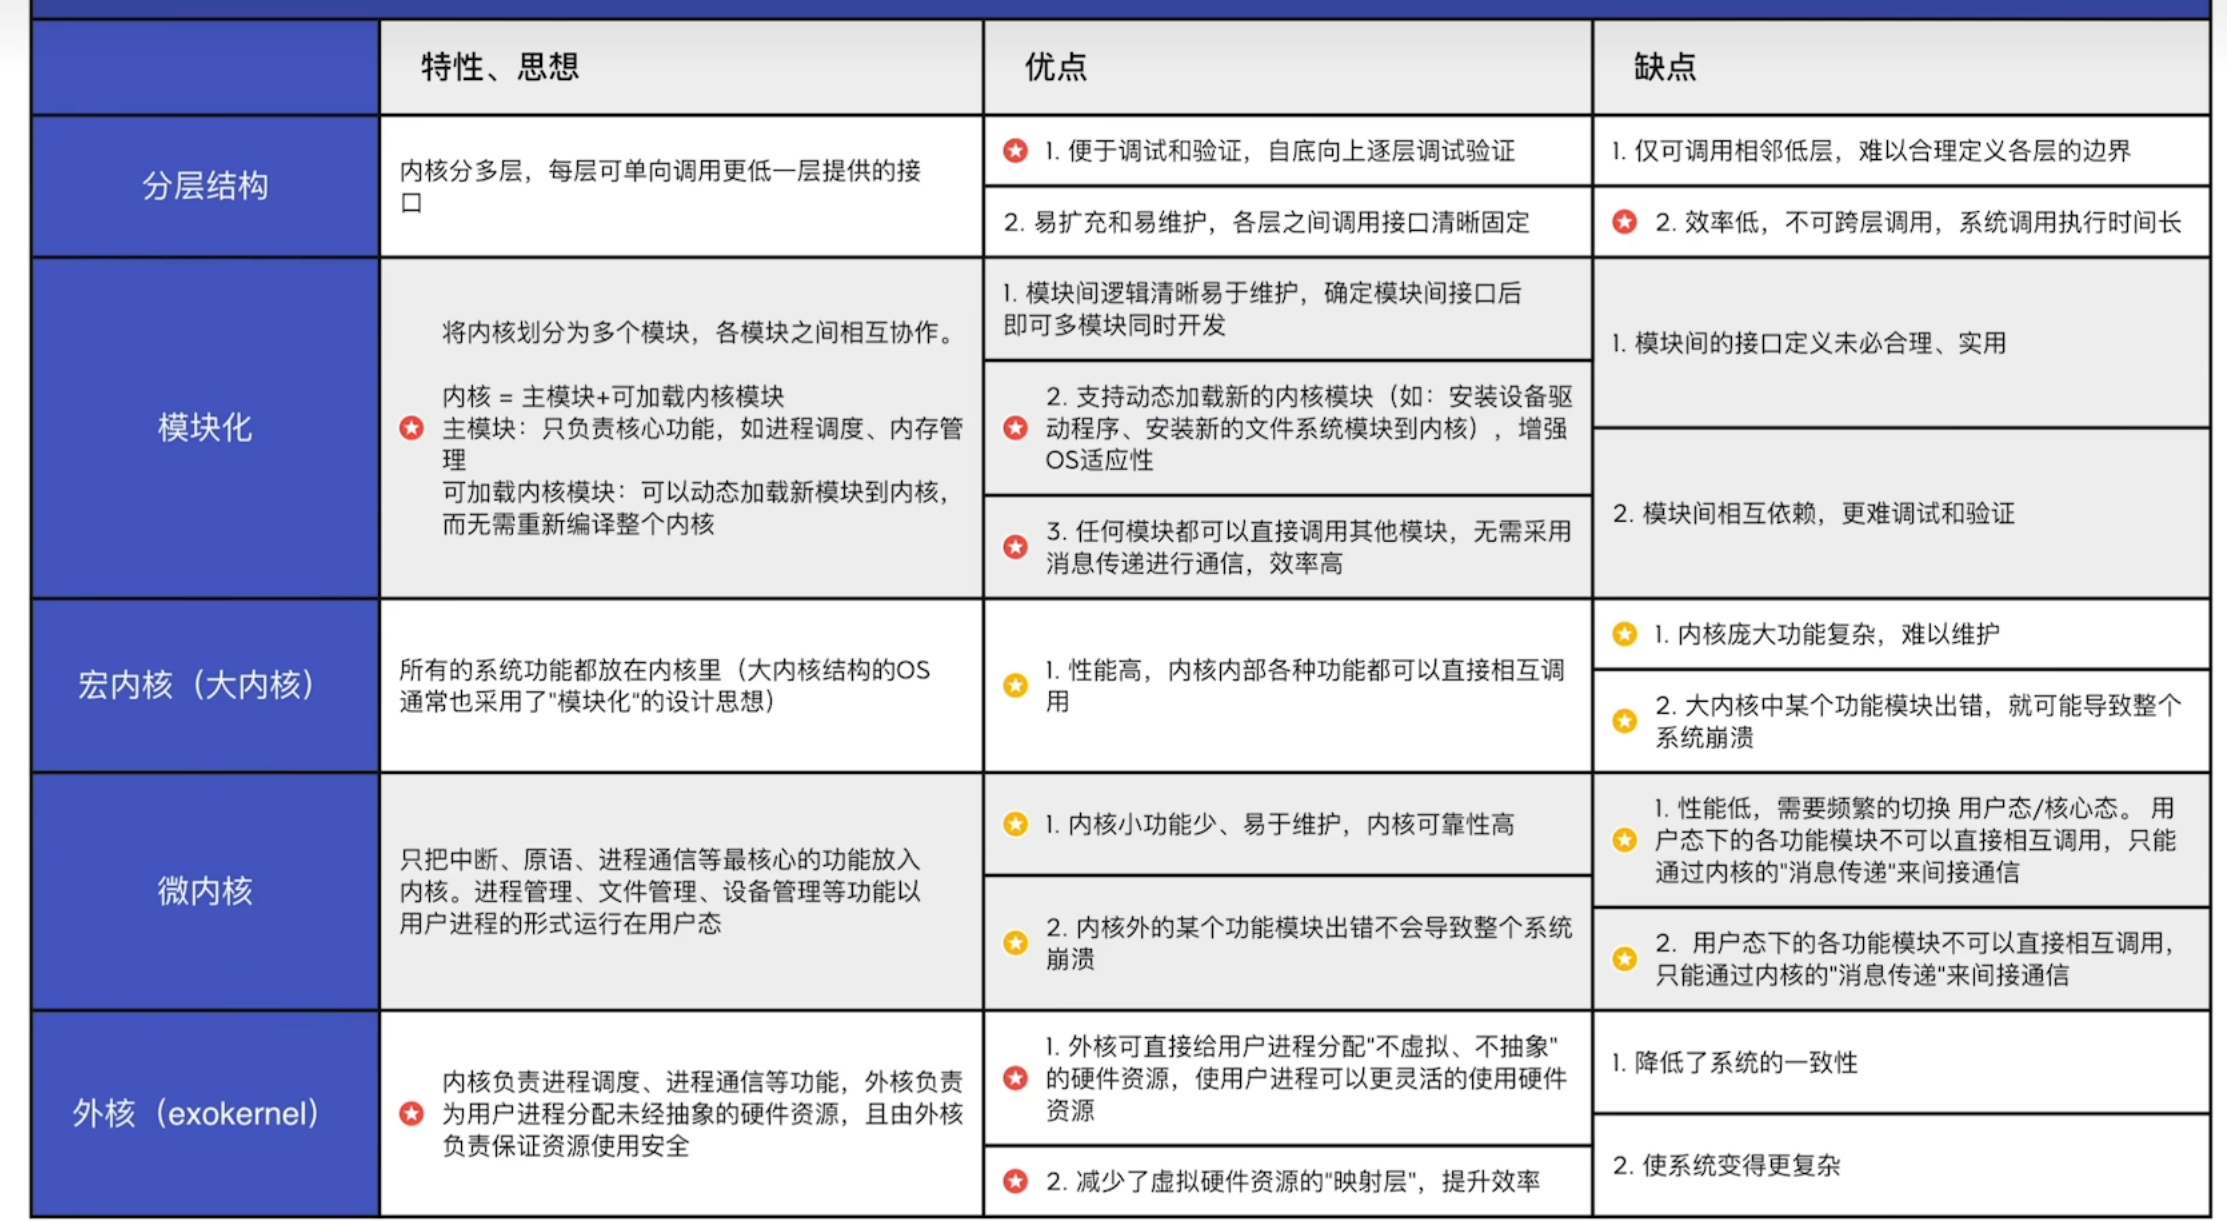 特性、思想
优点
缺点
分层结构
内核分多层，每层可单向调用更低一层提供的接
口
1. 便于调试和验证，自底向上逐层调试验证
2. 易扩充和易维护，各层之间调用接口清晰固定
1. 仅可调用相邻低层，难以合理定义各层的边界
2. 效率低，不可跨层调用，系统调用执行时间长
模块化
将内核划分为多个模块，各模块之间相互协作。
内核 = 主模块+可加载内核模块
主模块：只负责核心功能，如进程调度、内存管
理
可加载内核模块：可以动态加载新模块到内核，
而无需重新编译整个内核
1. 模块间逻辑清晰易于维护，确定模块间接口后
即可多模块同时开发
2. 支持动态加载新的内核模块（如：安装设备驱
动程序、安装新的文件系统模块到内核），增强
OS适应性
3. 任何模块都可以直接调用其他模块，无需采用
消息传递进行通信，效率高
1. 模块间的接口定义未必合理、实用
2. 模块间相互依赖，更难调试和验证
宏内核（大内核）
所有的系统功能都放在内核里（大内核结构的OS
通常也采用了"模块化"的设计思想）
1. 性能高，内核内部各种功能都可以直接相互调
用
1. 内核庞大功能复杂，难以维护
2. 大内核中某个功能模块出错，就可能导致整个
系统崩溃
微内核
只把中断、原语、进程通信等最核心的功能放入
内核。进程管理、文件管理、设备管理等功能以
用户进程的形式运行在用户态
1. 内核小功能少、易于维护，内核可靠性高
2. 内核外的某个功能模块出错不会导致整个系统
崩溃
1. 性能低，需要频繁的切换 用户态/核心态。 用
户态下的各功能模块不可以直接相互调用，只能
通过内核的"消息传递"来间接通信
2. 用户态下的各功能模块不可以直接相互调用，
只能通过内核的"消息传递"来间接通信
外核（exokernel）
内核负责进程调度、进程通信等功能，外核负责
为用户进程分配未经抽象的硬件资源，且由外核
负责保证资源使用安全
1. 外核可直接给用户进程分配"不虚拟、不抽象"
的硬件资源，使用户进程可以更灵活的使用硬件
资源
2. 减少了虚拟硬件资源的"映射层"，提升效率
1. 降低了系统的一致性
2. 使系统变得更复杂